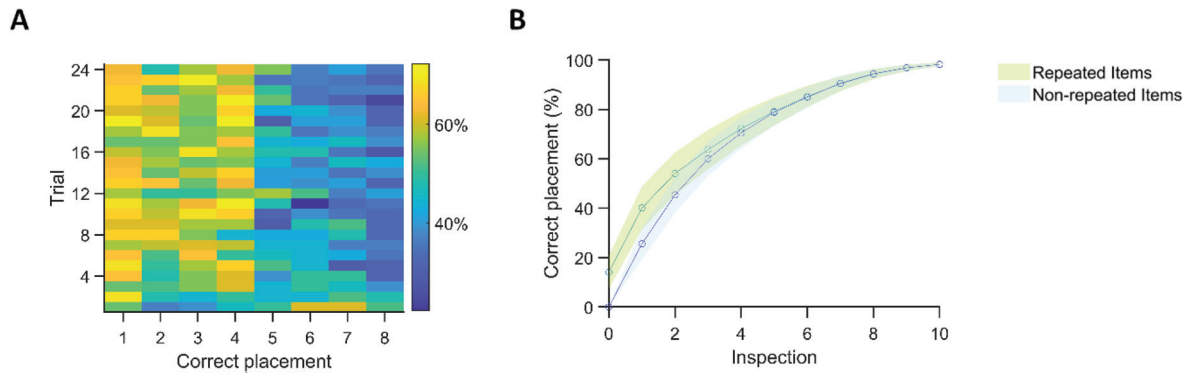 A
24
20
16
12
8
4
Trial
1 2 3 4 5 6 7 8
Correct placement
60%
40%
B
100
80
60
40
20
0
Correct placement (%)
0 2 4 6 8 10
Inspection
Repeated Items
Non-repeated Items